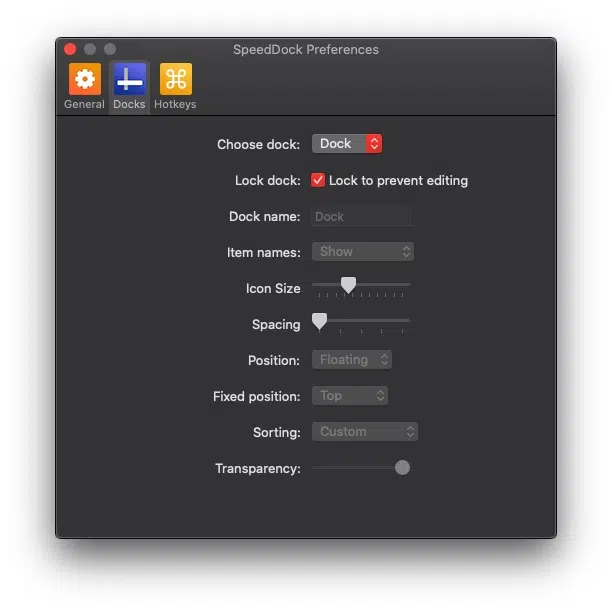 SpeedDock Preferences
General Docks Hotkeys
Choose dock: Dock
Lock dock: Lock to prevent editing
Dock name: Dock
Item names: Show
Icon Size
Spacing
Position: Floating
Fixed position: Top
Sorting: Custom
Transparency: